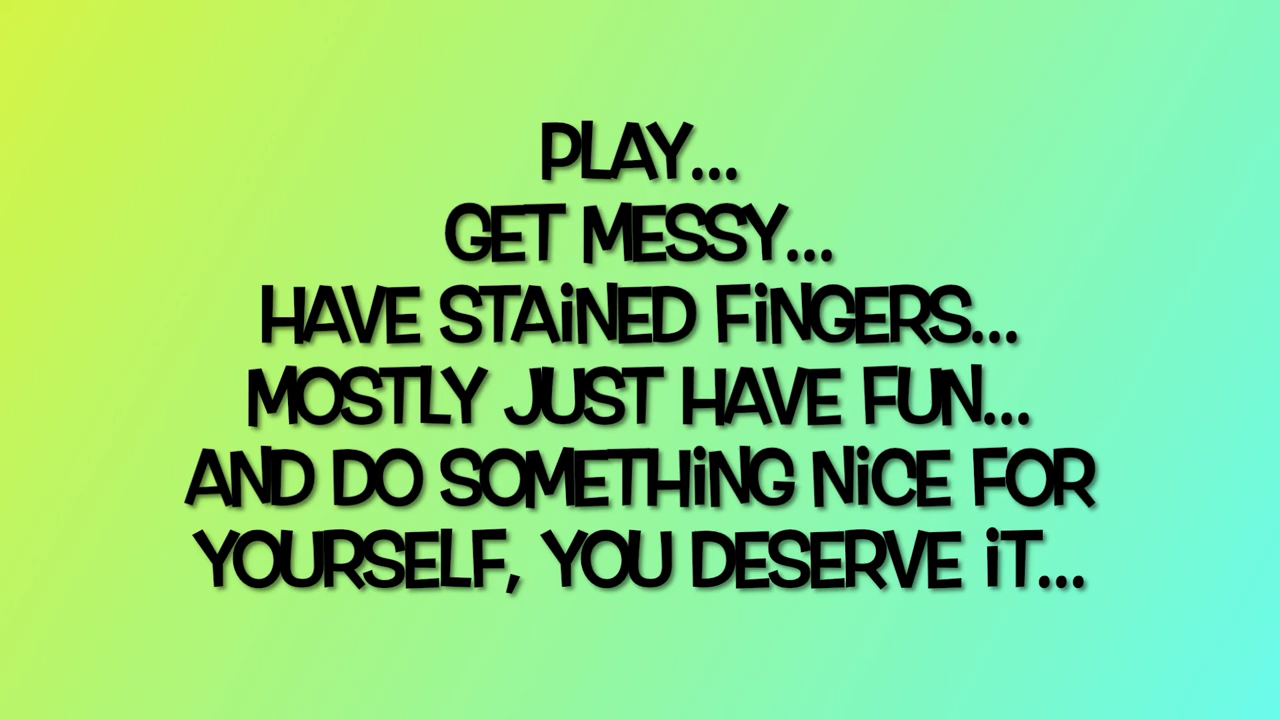 PLAY...
GET MESSY...
HAVE STAiNED FiNGERS...
MOSTLY JUST HAVE FUN...
AND DO SOMETHiNG NiCE FOR
YOURSELF, YOU DESERVE iT...